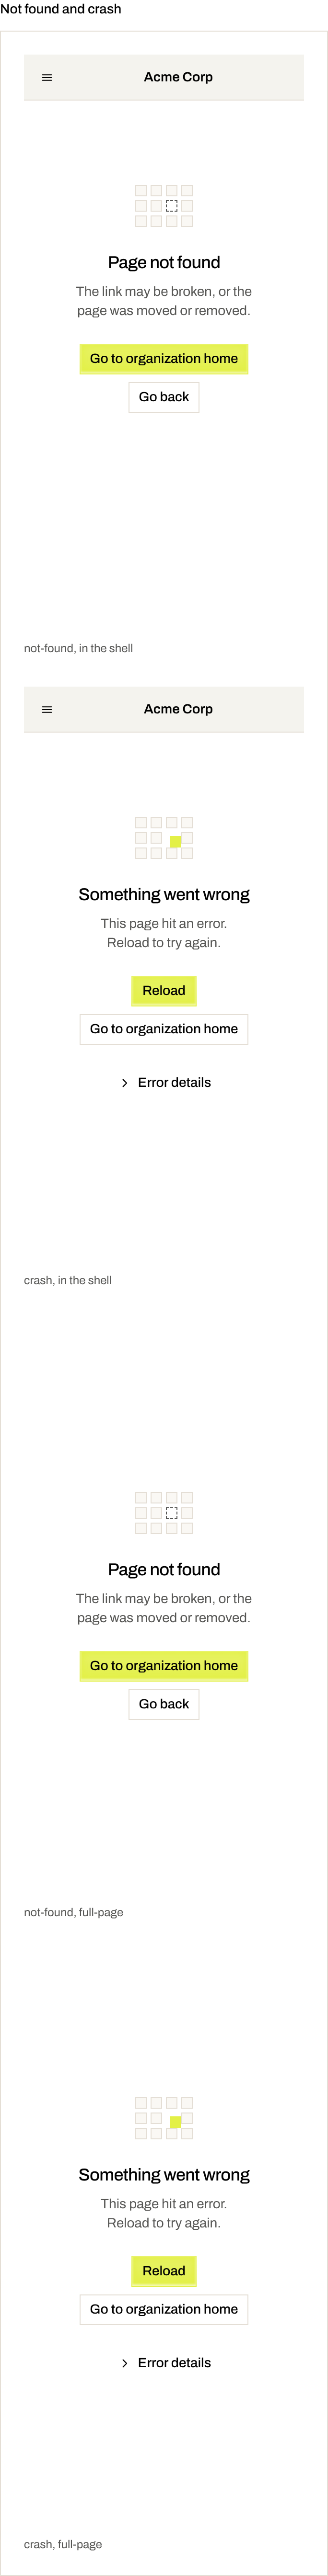 Not found and crash
Acme Corp
Page not found
The link may be broken, or the
page was moved or removed.
Go to organization home
Go back
not-found, in the shell
Acme Corp
Something went wrong
This page hit an error.
Reload to try again.
Reload
Go to organization home
Error details
crash, in the shell
Page not found
The link may be broken, or the
page was moved or removed.
Go to organization home
Go back
not-found, full-page
Something went wrong
This page hit an error.
Reload to try again.
Reload
Go to organization home
Error details
crash, full-page